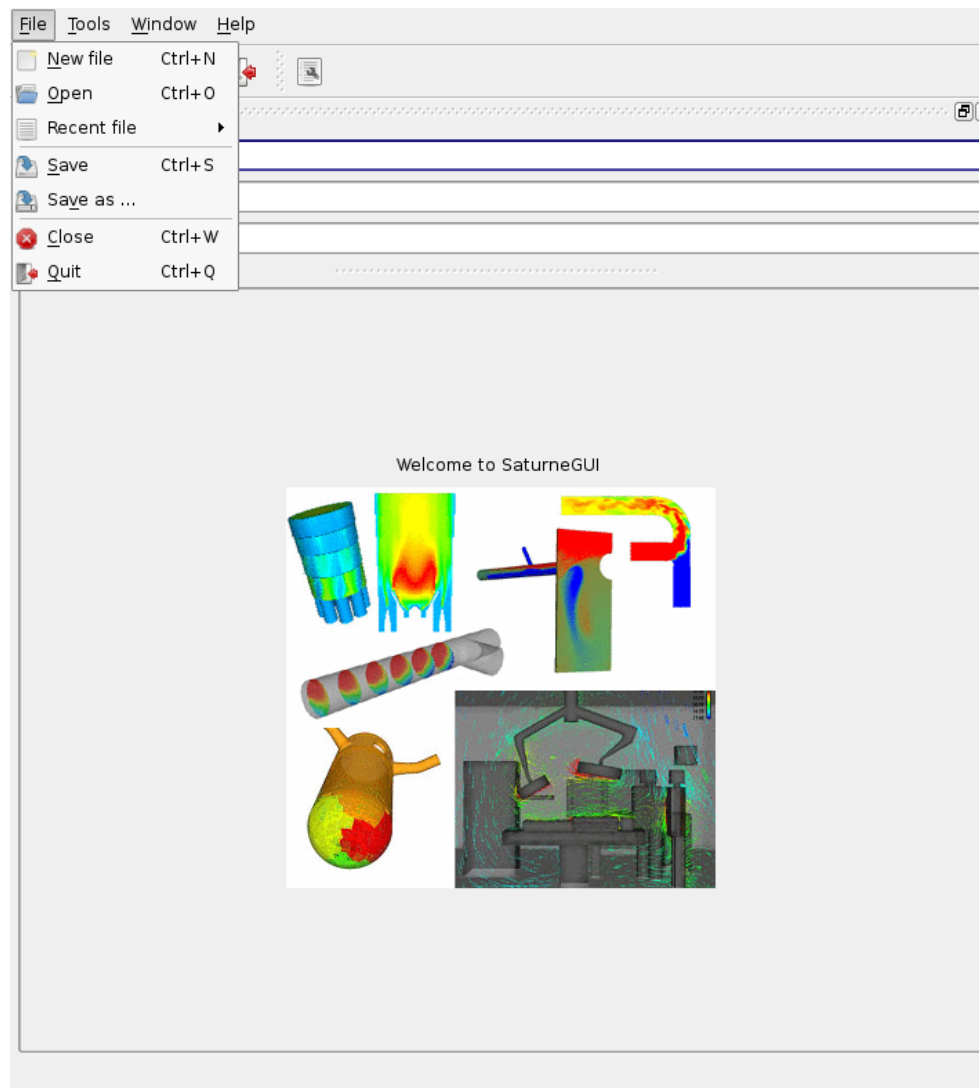 File Tools Window Help
New file Ctrl+N
Open Ctrl+O
Recent file
Save Ctrl+S
Save as ...
Close Ctrl+W
Quit Ctrl+Q
Welcome to SaturneGUI